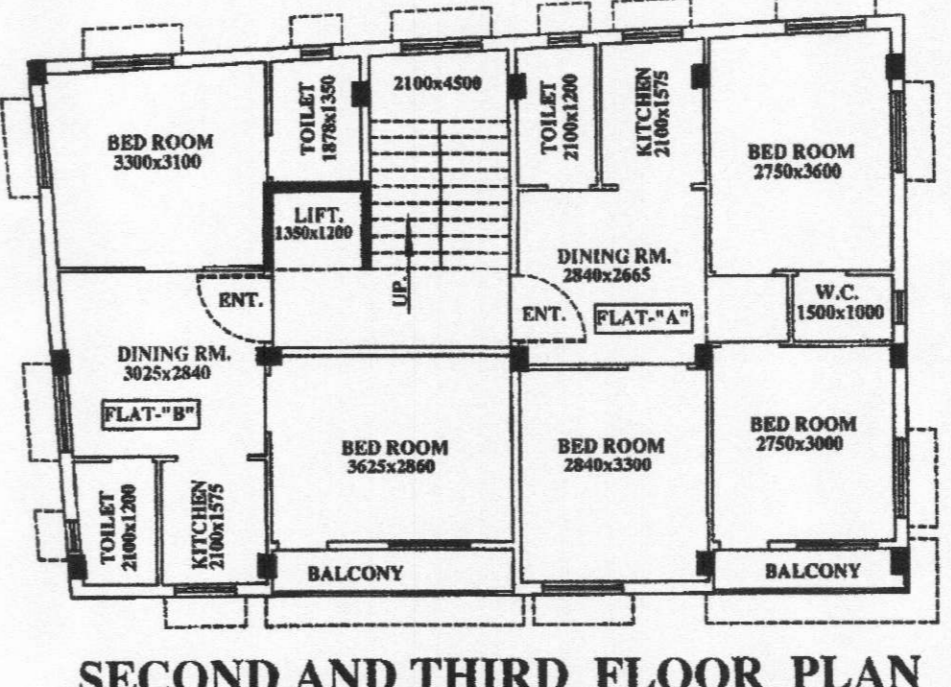 2100x4500
BED ROOM
3300x3100
TOILET
1878x1350
TOILET
2100x1200
KITCHEN
2100x1575
BED ROOM
2750x3600
LIFT.
1350x1200
UP.
DINING RM.
2840x2665
ENT.
ENT.
FLAT-"A"
W.C.
1500x1000
DINING RM.
3025x2840
FLAT-"B"
BED ROOM
3625x2860
BED ROOM
2840x3300
BED ROOM
2750x3000
TOILET
2100x1200
KITCHEN
2100x1575
BALCONY
BALCONY
SECOND AND THIRD FLOOR PLAN